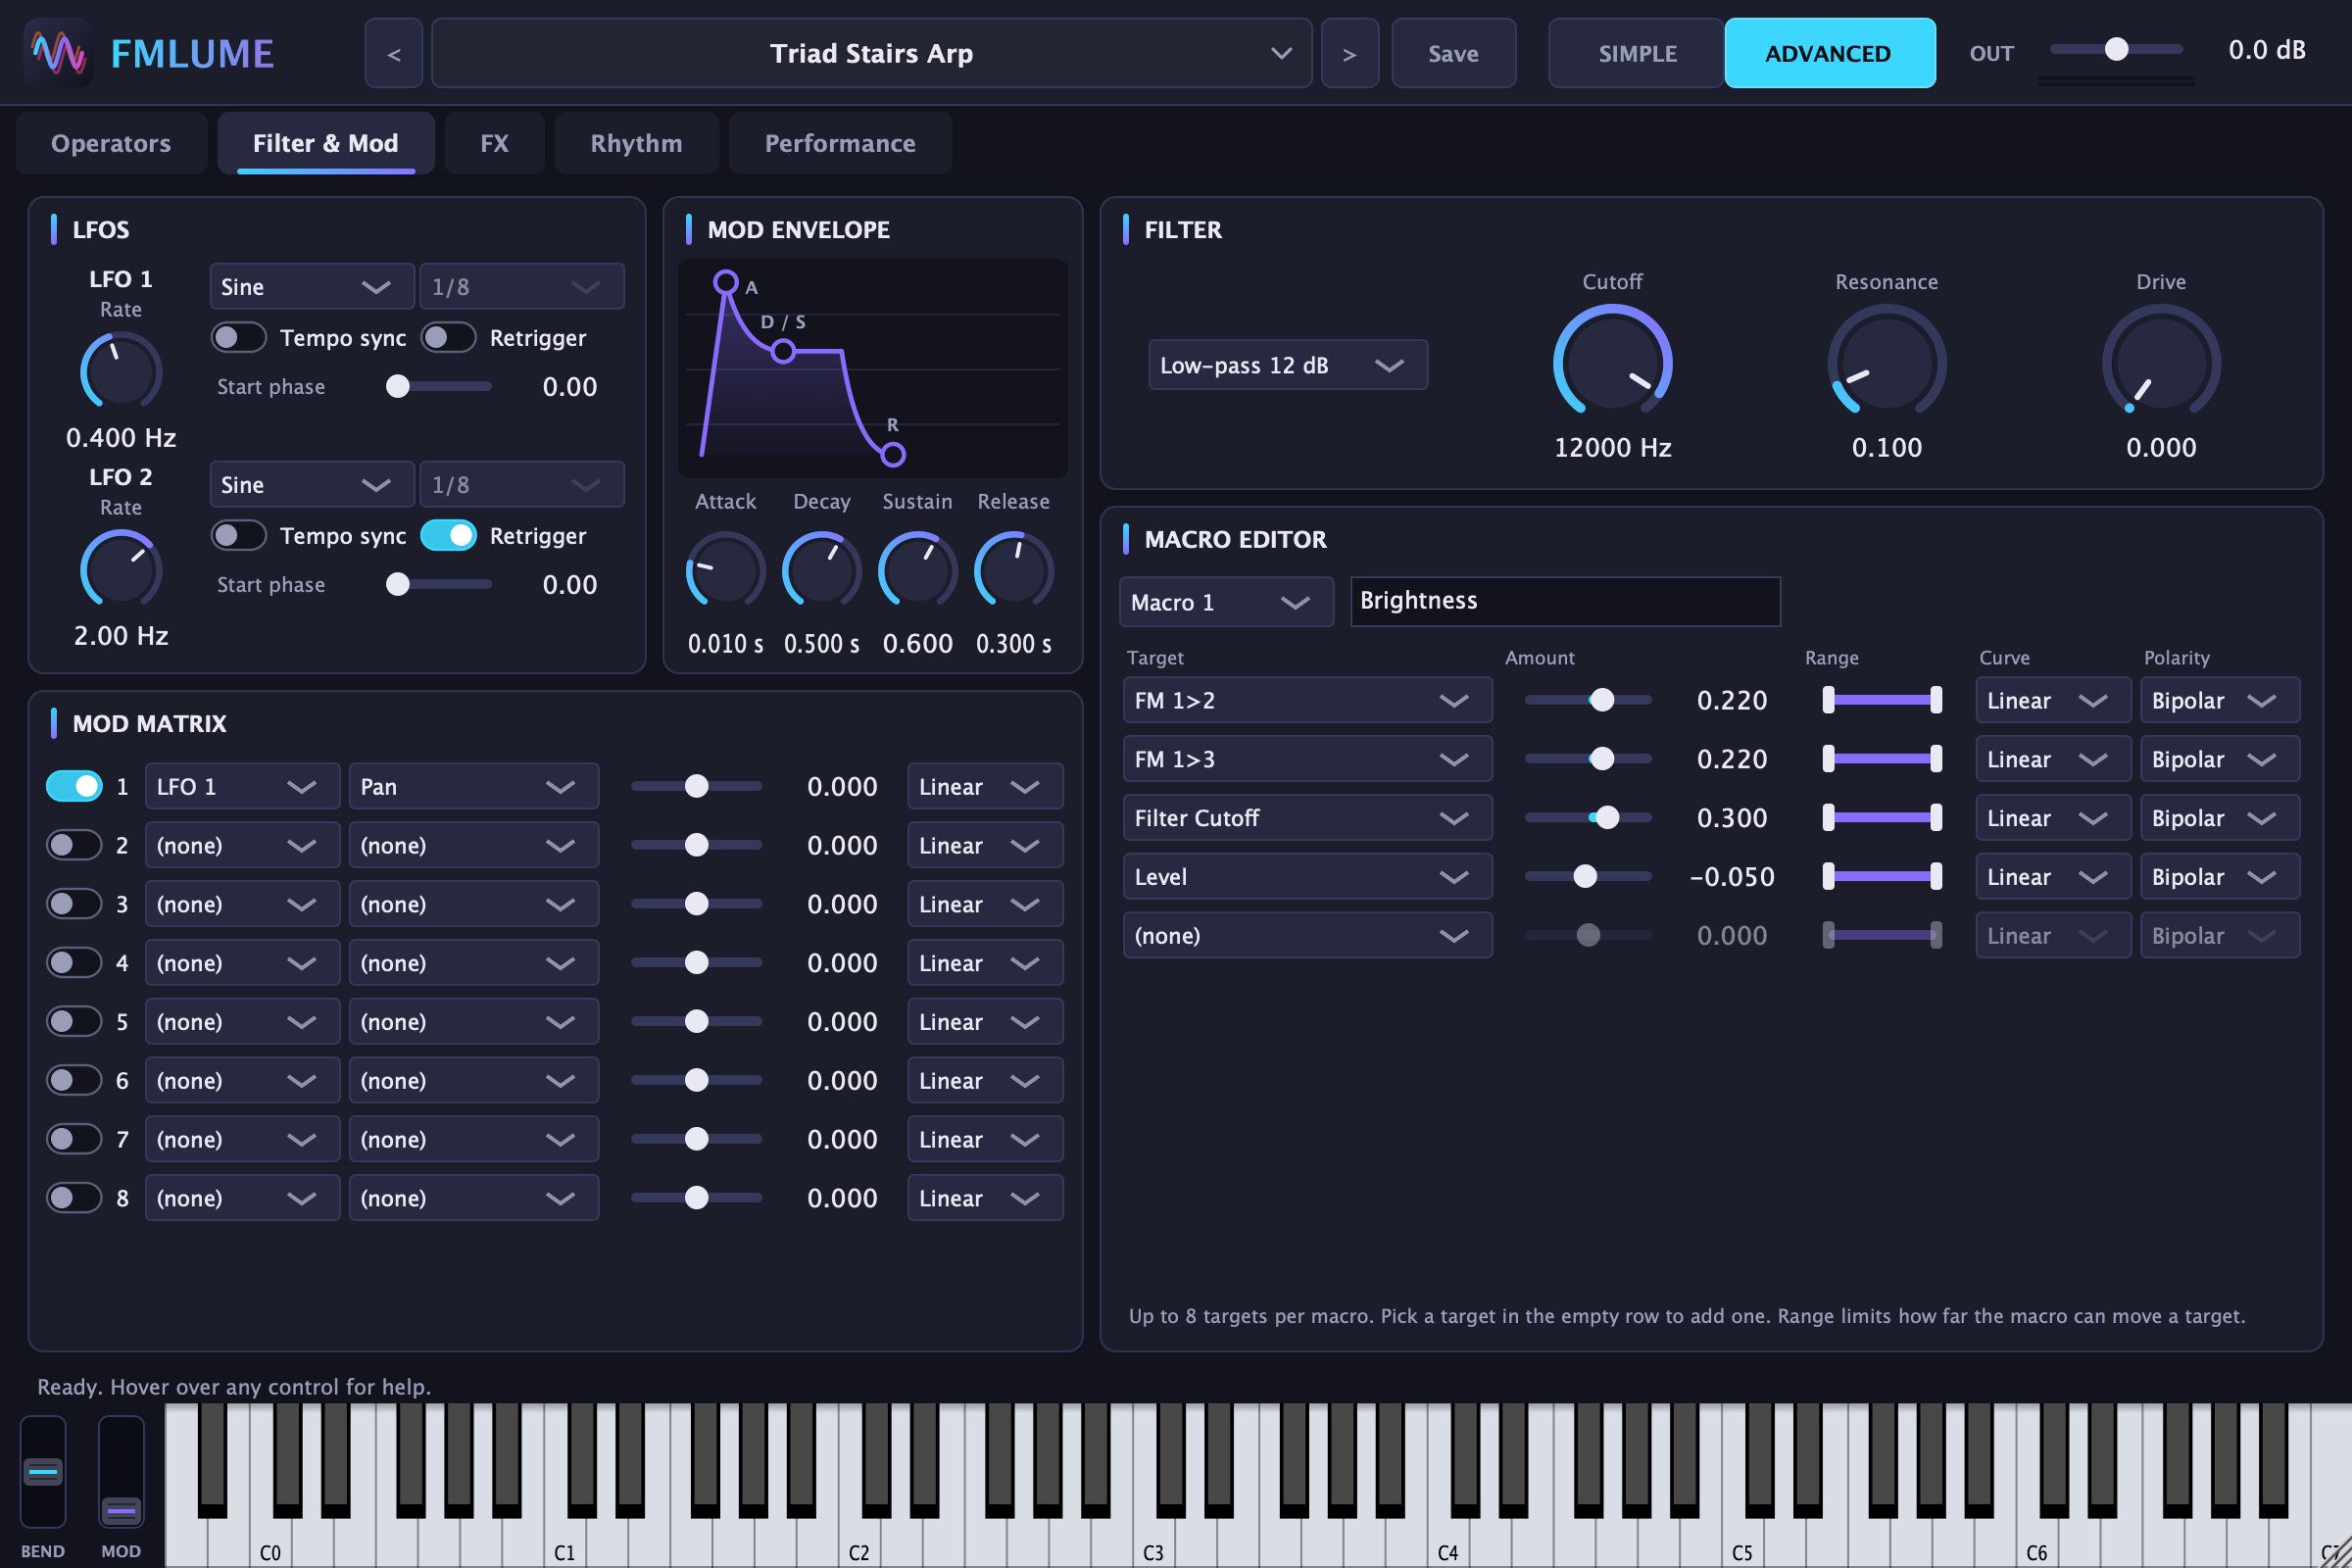 FMLUME
<
Triad Stairs Arp
>
Save
SIMPLE
ADVANCED
OUT
0.0 dB
Operators
Filter & Mod
FX
Rhythm
Performance
LFOS
LFO 1
Rate
0.400 Hz
Sine
1/8
Tempo sync
Retrigger
Start phase
0.00
LFO 2
Rate
2.00 Hz
Sine
1/8
Tempo sync
Retrigger
Start phase
0.00
MOD ENVELOPE
A
D / S
R
Attack Decay Sustain Release
0.010 s 0.500 s 0.600 0.300 s
FILTER
Low-pass 12 dB
Cutoff
12000 Hz
Resonance
0.100
Drive
0.000
MOD MATRIX
1 LFO 1 Pan 0.000 Linear
2 (none) (none) 0.000 Linear
3 (none) (none) 0.000 Linear
4 (none) (none) 0.000 Linear
5 (none) (none) 0.000 Linear
6 (none) (none) 0.000 Linear
7 (none) (none) 0.000 Linear
8 (none) (none) 0.000 Linear
MACRO EDITOR
Macro 1
Brightness
Target Amount Range Curve Polarity
FM 1>2 0.220 Linear Bipolar
FM 1>3 0.220 Linear Bipolar
Filter Cutoff 0.300 Linear Bipolar
Level -0.050 Linear Bipolar
(none) 0.000 Linear Bipolar
Up to 8 targets per macro. Pick a target in the empty row to add one. Range limits how far the macro can move a target.
Ready. Hover over any control for help.
BEND
MOD
C0 C1 C2 C3 C4 C5 C6